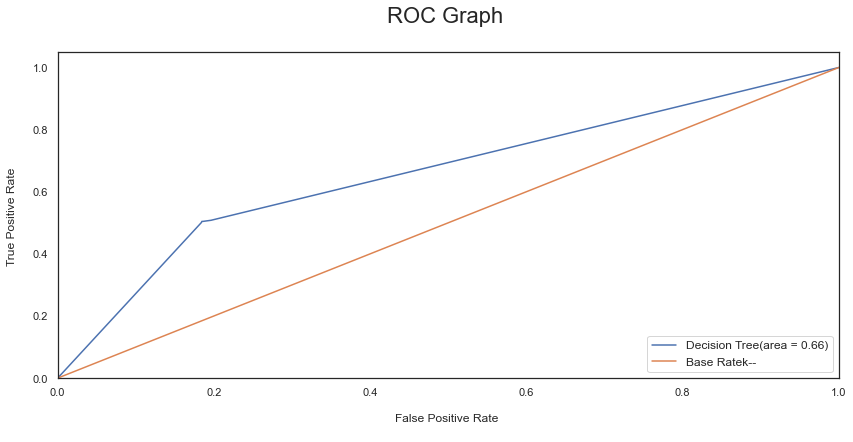 ROC Graph
1.0
0.8
0.6
0.4
0.2
0.0
True Positive Rate
Decision Tree(area = 0.66)
Base Ratek--
0.0 0.2 0.4 0.6 0.8 1.0
False Positive Rate